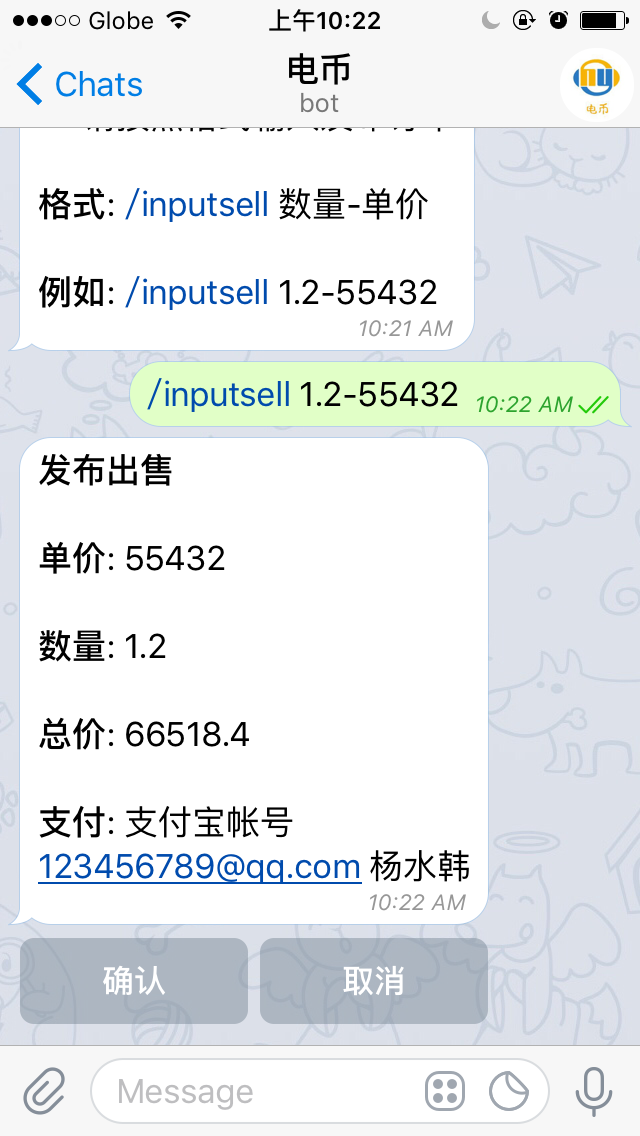 Globe 上午10:22
Chats
电币
bot
电币
格式: /inputsell 数量-单价
例如: /inputsell 1.2-55432
10:21 AM
/inputsell 1.2-55432 10:22 AM
发布出售
单价: 55432
数量: 1.2
总价: 66518.4
支付: 支付宝帐号
123456789@qq.com 杨水韩
10:22 AM
确认 取消
Message